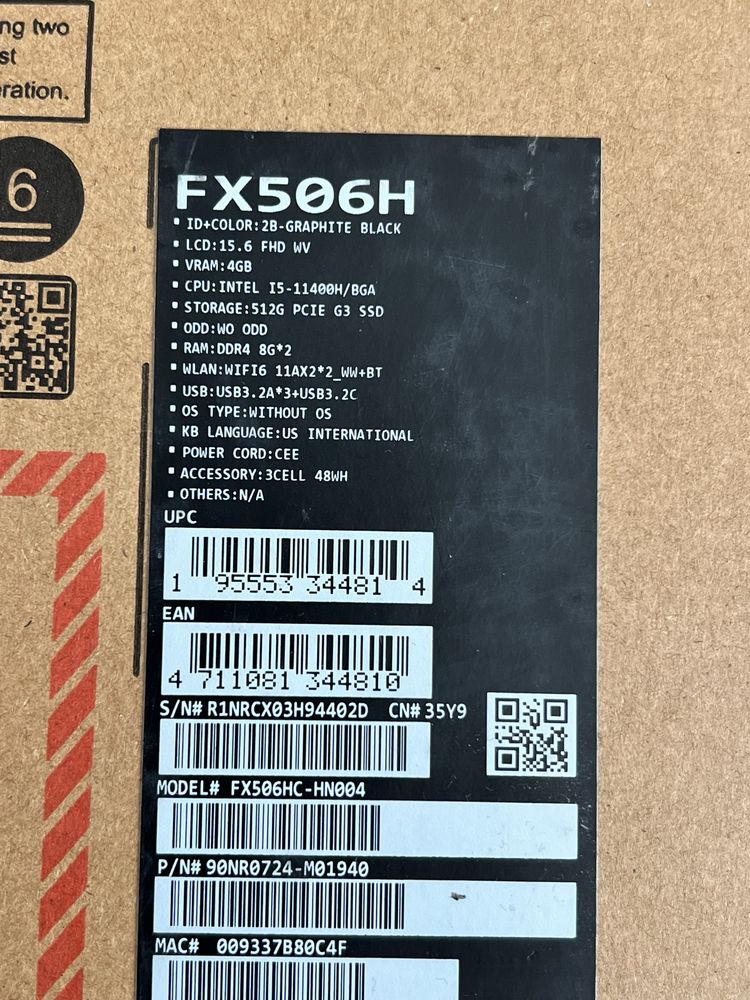 ng two
st
eration.
6
FX506H
ID+COLOR:2B-GRAPHITE BLACK
LCD:15.6 FHD WV
VRAM:4GB
CPU:INTEL I5-11400H/BGA
STORAGE:512G PCIE G3 SSD
ODD:WO ODD
RAM:DDR4 8G*2
WLAN:WIFI6 11AX2*2_WW+BT
USB:USB3.2A*3+USB3.2C
OS TYPE:WITHOUT OS
KB LANGUAGE:US INTERNATIONAL
POWER CORD:CEE
ACCESSORY:3CELL 48WH
OTHERS:N/A
UPC
1 95553 34481 4
EAN
4 711081 344810
S/N# R1NRCX03H94402D CN# 35Y9
MODEL# FX506HC-HN004
P/N# 90NR0724-M01940
MAC# 009337B80C4F